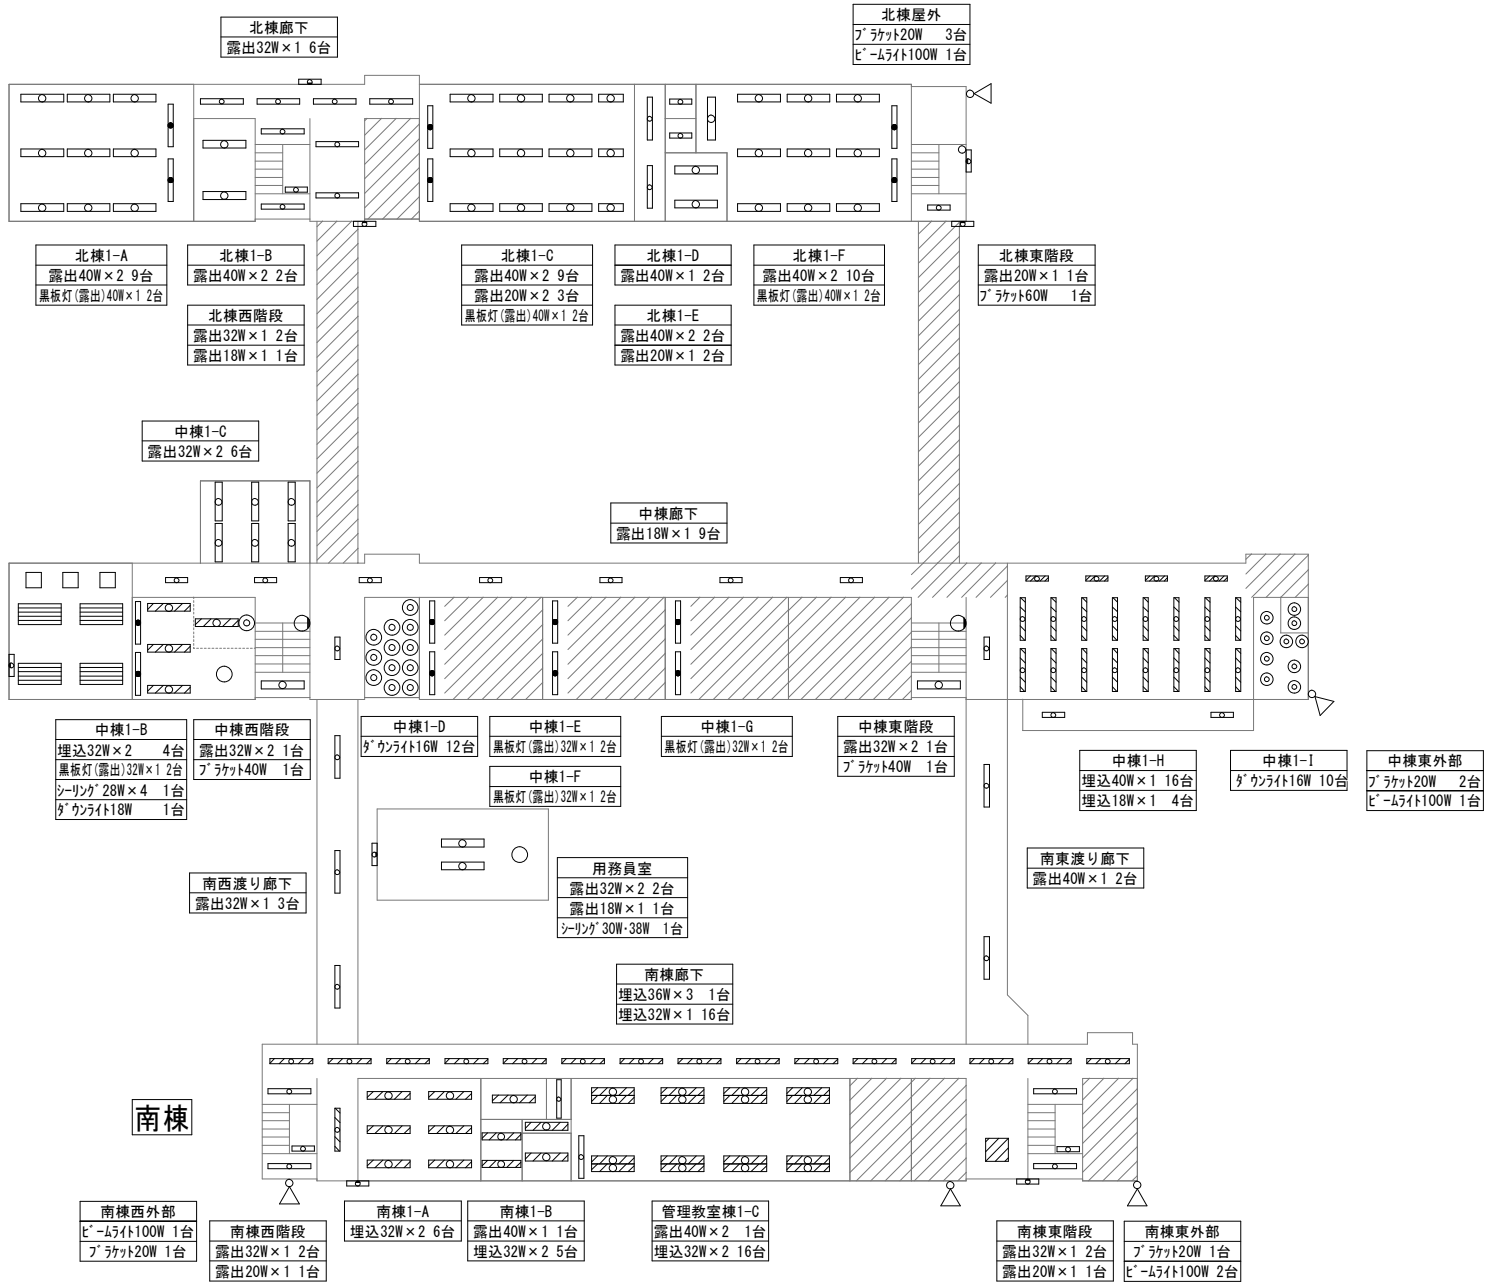 北棟廊下
露出32W×1 6台
北棟屋外
ブラケット20W 3台
ビームライト100W 1台
北棟1-A
露出40W×2 9台
黒板灯(露出)40W×1 2台
北棟1-B
露出40W×2 2台
北棟西階段
露出32W×1 2台
露出18W×1 1台
北棟1-C
露出40W×2 9台
露出20W×2 3台
黒板灯(露出)40W×1 2台
北棟1-D
露出40W×1 2台
北棟1-E
露出40W×2 2台
露出20W×1 2台
北棟1-F
露出40W×2 10台
黒板灯(露出)40W×1 2台
北棟東階段
露出20W×1 1台
ブラケット60W 1台
中棟1-C
露出32W×2 6台
中棟廊下
露出18W×1 9台
中棟1-B
埋込32W×2 4台
黒板灯(露出)32W×1 2台
シーリング28W×4 1台
ダウンライト18W 1台
中棟西階段
露出32W×2 1台
ブラケット40W 1台
中棟1-D
ダウンライト16W 12台
中棟1-E
黒板灯(露出)32W×1 2台
中棟1-F
黒板灯(露出)32W×1 2台
中棟1-G
黒板灯(露出)32W×1 2台
中棟東階段
露出32W×2 1台
ブラケット40W 1台
中棟1-H
埋込40W×1 16台
埋込18W×1 4台
中棟1-I
ダウンライト16W 10台
中棟東外部
ブラケット20W 2台
ビームライト100W 1台
南西渡り廊下
露出32W×1 3台
用務員室
露出32W×2 2台
露出18W×1 1台
シーリング30W・38W 1台
南東渡り廊下
露出40W×1 2台
南棟廊下
埋込36W×3 1台
埋込32W×1 16台
南棟
南棟西外部
ビームライト100W 1台
ブラケット20W 1台
南棟西階段
露出32W×1 2台
露出20W×1 1台
南棟1-A
埋込32W×2 6台
南棟1-B
露出40W×1 1台
埋込32W×2 5台
管理教室棟1-C
露出40W×2 1台
埋込32W×2 16台
南棟東階段
露出32W×1 2台
露出20W×1 1台
南棟東外部
ブラケット20W 1台
ビームライト100W 2台